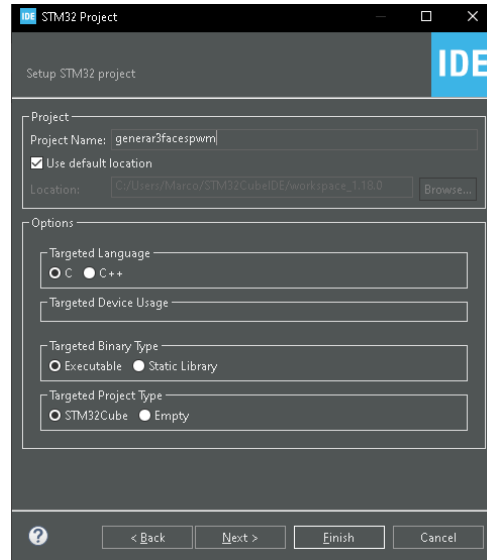 IDE STM32 Project
Setup STM32 project
IDE
Project
Project Name: generar3facespwm
Use default location
Location: C:/Users/Marco/STM32CubeIDE/workspace_1.18.0 Browse...
Options
Targeted Language
C C++
Targeted Device Usage
Targeted Binary Type
Executable Static Library
Targeted Project Type
STM32Cube Empty
? < Back Next > Finish Cancel